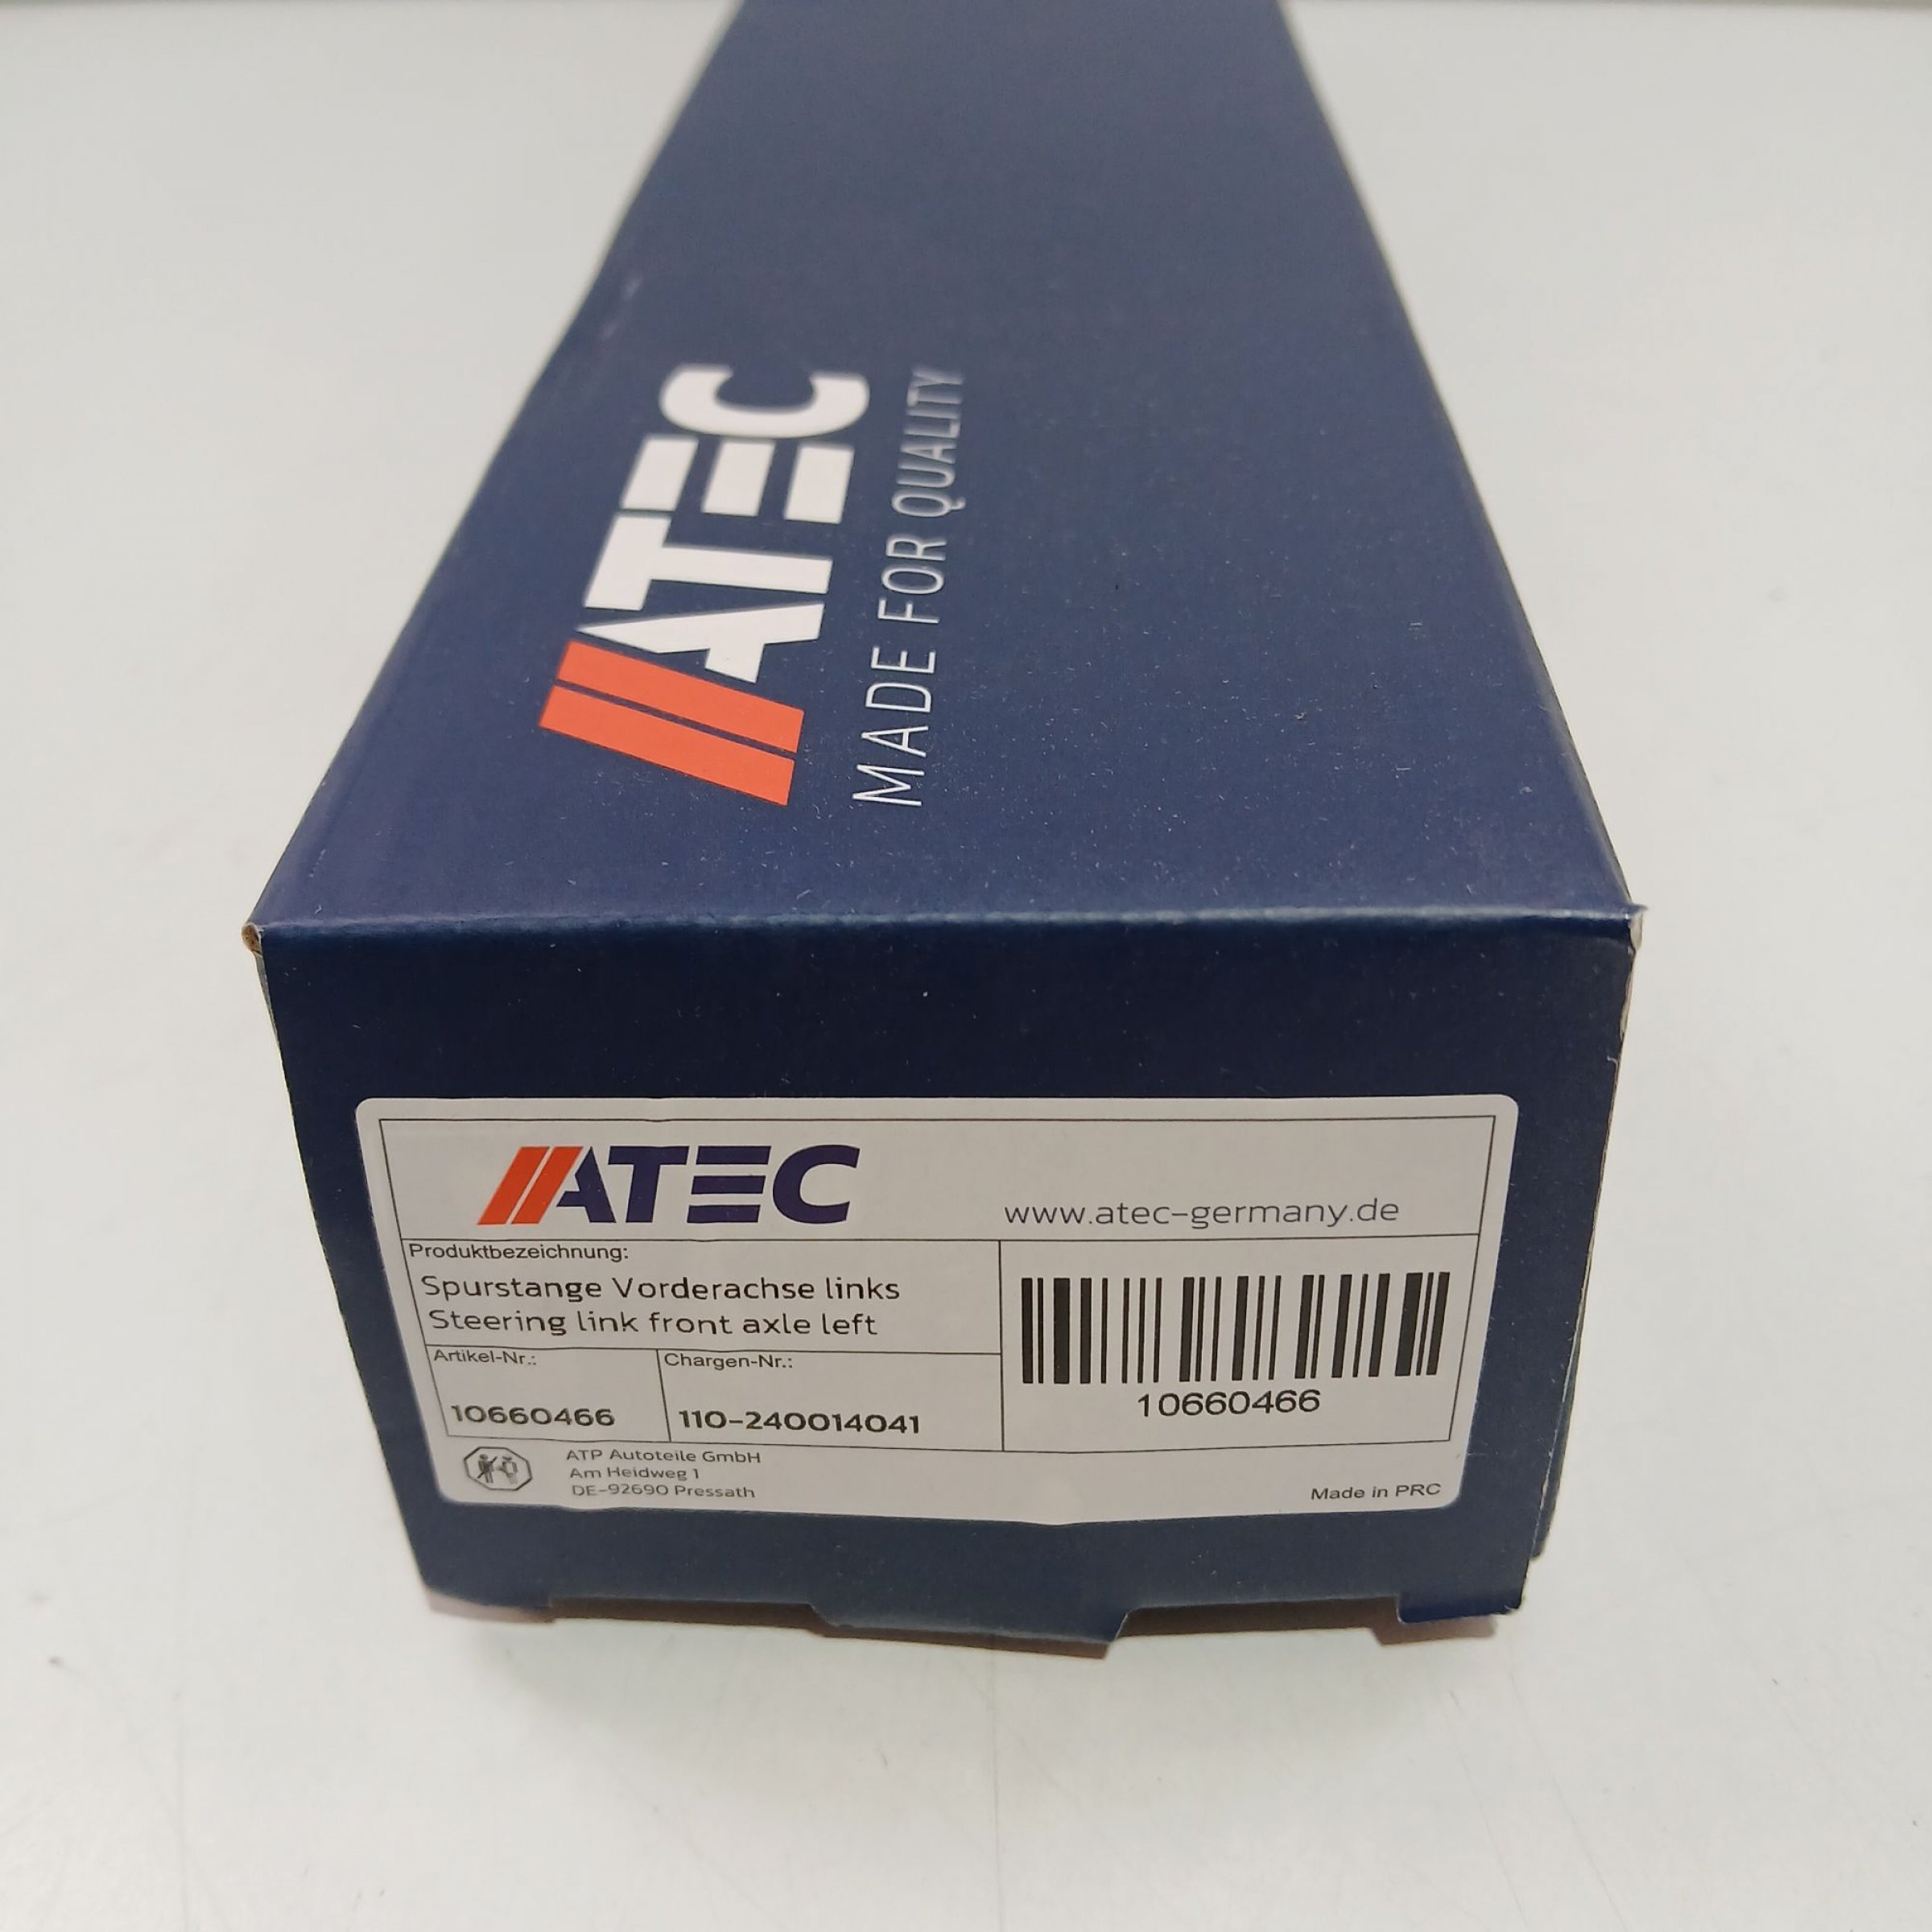 ATEC
MADE FOR QUALITY
ATEC
www.atec-germany.de
Produktbezeichnung:
Spurstange Vorderachse links
Steering link front axle left
Artikel-Nr.:
10660466
Chargen-Nr.:
110-240014041
10660466
ATP Autoteile GmbH
Am Heidweg 1
DE-92690 Pressath
Made in PRC